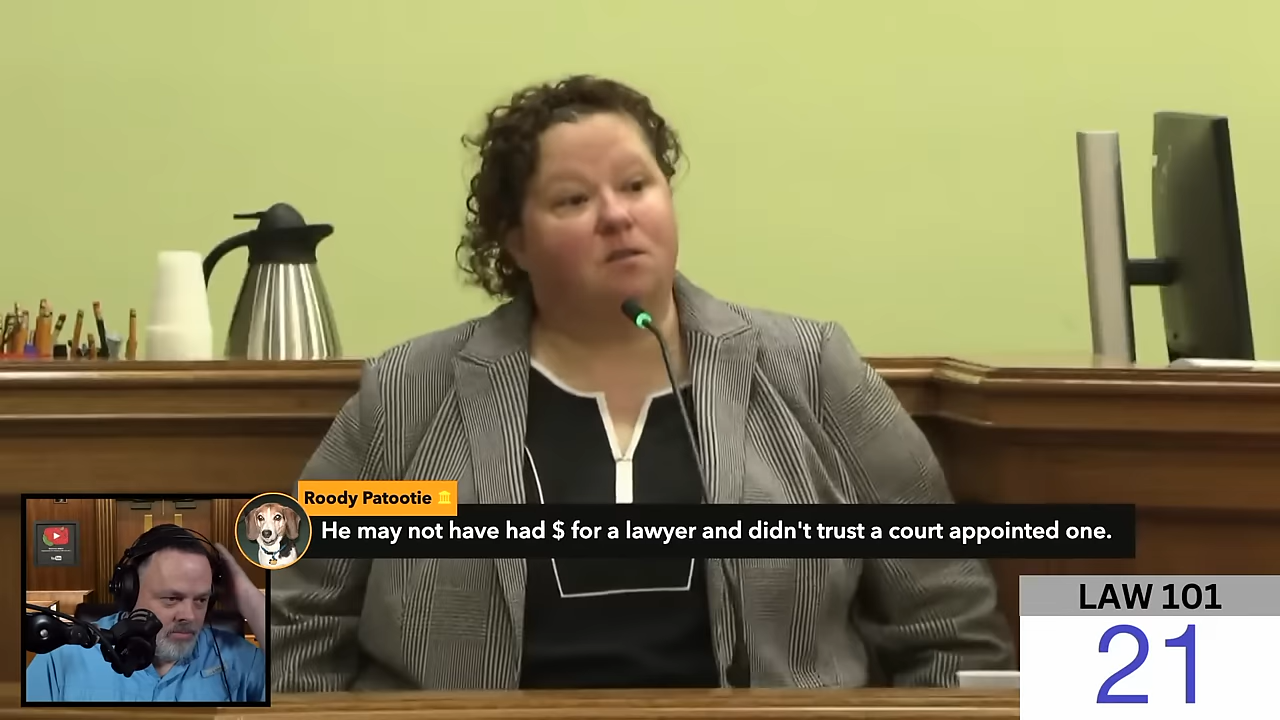 Roody Patootie
He may not have had $ for a lawyer and didn't trust a court appointed one.
LAW 101
21